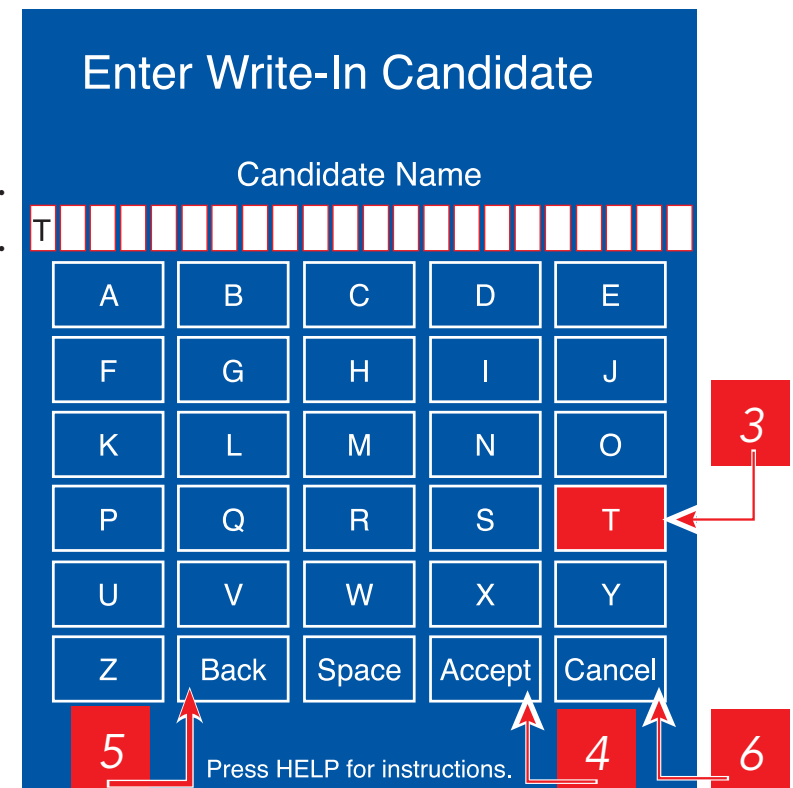 Enter Write-In Candidate
Candidate Name
.
.
T
A B C D E
F G H I J
K L M N O
3
P Q R S T
U V W X Y
Z Back Space Accept Cancel
5 4 6
Press HELP for instructions.